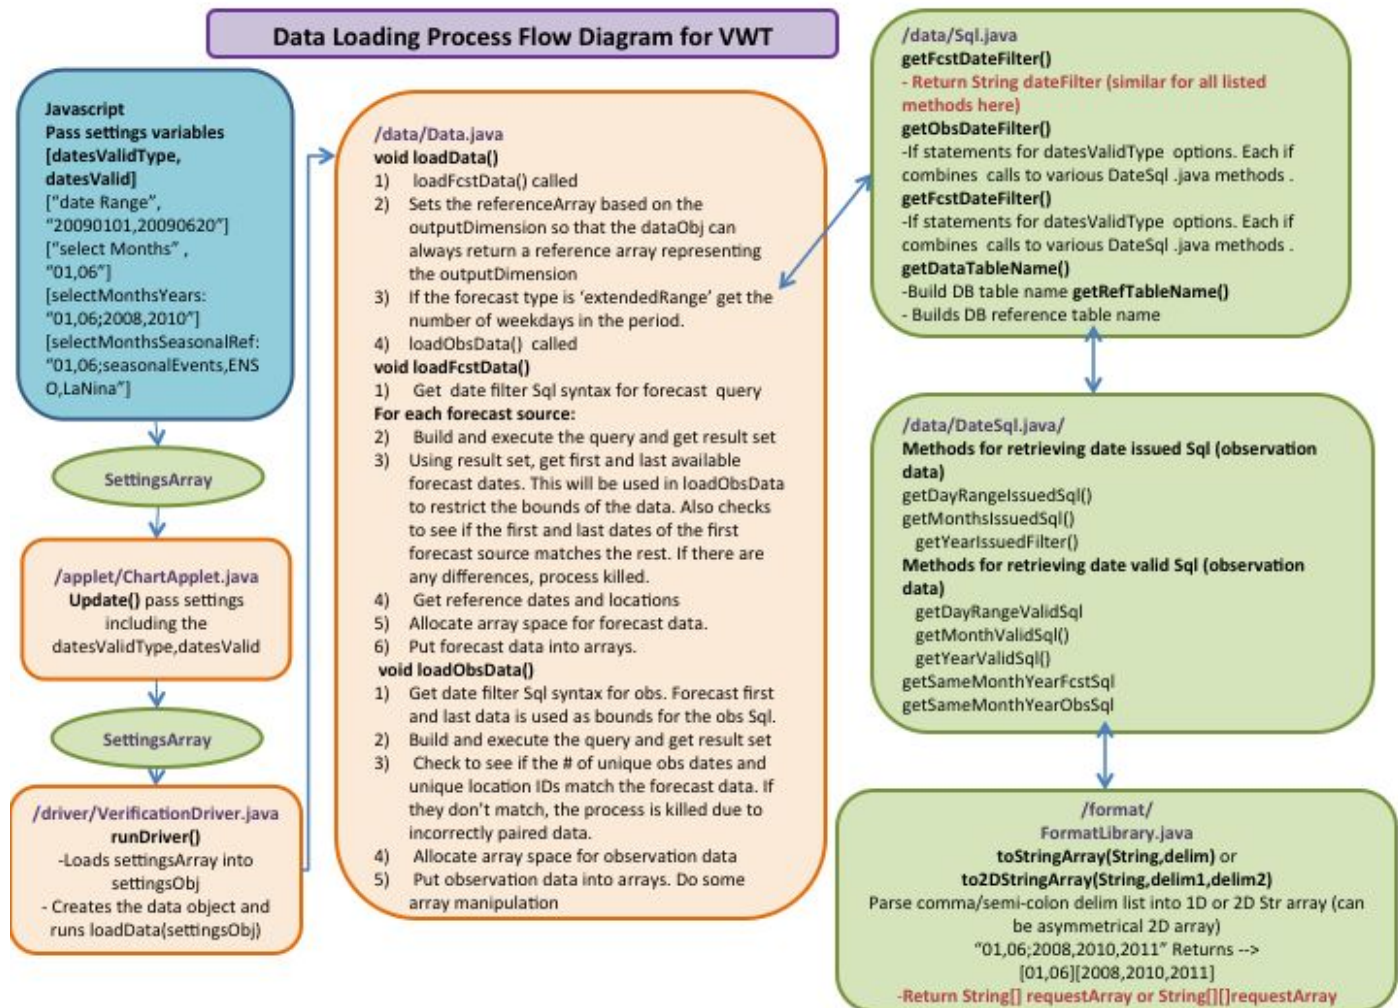 Data Loading Process Flow Diagram for VWT
Javascript
Pass settings variables
[datesValidType,
datesValid]
["date Range",
"20090101,20090620"]
["select Months" ,
"01,06"]
[selectMonthsYears:
"01,06;2008,2010"]
[selectMonthsSeasonalRef:
"01,06;seasonalEvents,ENS
O,LaNina"]
SettingsArray
/applet/ChartApplet.java
Update() pass settings
including the
datesValidType,datesValid
SettingsArray
/driver/VerificationDriver.java
runDriver()
-Loads settingsArray into
settingsObj
- Creates the data object and
runs loadData(settingsObj)
/data/Data.java
void loadData()
1) loadFcstData() called
2) Sets the referenceArray based on the
outputDimension so that the dataObj can
always return a reference array representing
the outputDimension
3) If the forecast type is 'extendedRange' get the
number of weekdays in the period.
4) loadObsData() called
void loadFcstData()
1) Get date filter Sql syntax for forecast query
For each forecast source:
2) Build and execute the query and get result set
3) Using result set, get first and last available
forecast dates. This will be used in loadObsData
to restrict the bounds of the data. Also checks
to see if the first and last dates of the first
forecast source matches the rest. If there are
any differences, process killed.
4) Get reference dates and locations
5) Allocate array space for forecast data.
6) Put forecast data into arrays.
void loadObsData()
1) Get date filter Sql syntax for obs. Forecast first
and last data is used as bounds for the obs Sql.
2) Build and execute the query and get result set
3) Check to see if the # of unique obs dates and
unique location IDs match the forecast data. If
they don't match, the process is killed due to
incorrectly paired data.
4) Allocate array space for observation data
5) Put observation data into arrays. Do some
array manipulation
/data/Sql.java
getFcstDateFilter()
- Return String dateFilter (similar for all listed
methods here)
getObsDateFilter()
-If statements for datesValidType options. Each if
combines calls to various DateSql .java methods .
getFcstDateFilter()
-If statements for datesValidType options. Each if
combines calls to various DateSql .java methods .
getDataTableName()
-Build DB table name getRefTableName()
- Builds DB reference table name
/data/DateSql.java/
Methods for retrieving date issued Sql (observation
data)
getDayRangeIssuedSql()
getMonthsIssuedSql()
getYearIssuedFilter()
Methods for retrieving date valid Sql (observation
data)
getDayRangeValidSql
getMonthValidSql()
getYearValidSql()
getSameMonthYearFcstSql
getSameMonthYearObsSql
/format/
FormatLibrary.java
toStringArray(String,delim) or
to2DStringArray(String,delim1,delim2)
Parse comma/semi-colon delim list into 1D or 2D Str array (can
be asymmetrical 2D array)
"01,06;2008,2010,2011" Returns -->
[01,06][2008,2010,2011]
-Return String[] requestArray or String[][]requestArray